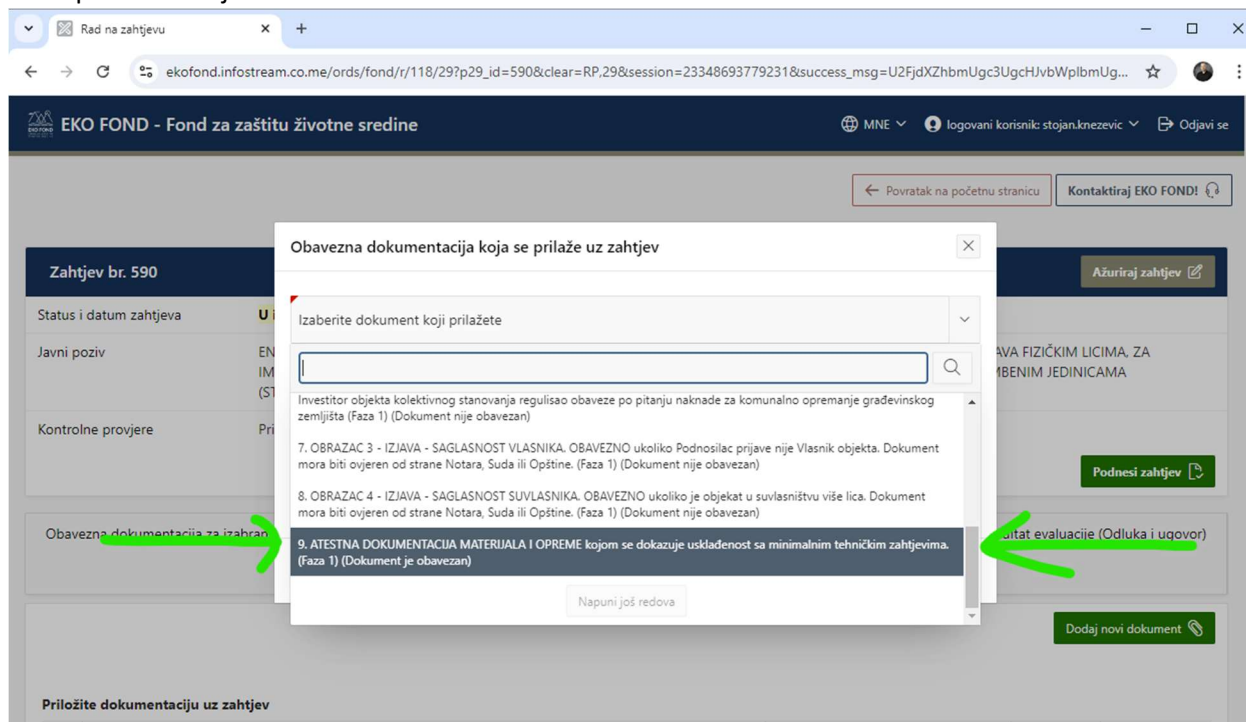 Rad na zahtjevu
ekofond.infostream.co.me/ords/fond/r/118/29?p29_id=590&clear=RP,29&session=23348693779231&success_msg=U2FjdXZhbmUgc3UgcHJvbWplbmUg...
EKO FOND - Fond za zaštitu životne sredine
MNE
logovani korisnik: stojan.knezevic
Odjavi se
Povratak na početnu stranicu
Kontaktiraj EKO FOND!
Obavezna dokumentacija koja se prilaže uz zahtjev
Zahtjev br. 590
Ažuriraj zahtjev
Status i datum zahtjeva
U
Izaberite dokument koji prilažete
Javni poziv
EN
AVA FIZIČKIM LICIMA, ZA
IM
MBENIM JEDINICAMA
(ST
Investitor objekta kolektivnog stanovanja regulisao obaveze po pitanju naknade za komunalno opremanje građevinskog
zemljišta (Faza 1) (Dokument nije obavezan)
Kontrolne provjere
Pri
7. OBRAZAC 3 - IZJAVA - SAGLASNOST VLASNIKA. OBAVEZNO ukoliko Podnosilac prijave nije Vlasnik objekta. Dokument
mora biti ovjeren od strane Notara, Suda ili Opštine. (Faza 1) (Dokument nije obavezan)
Podnesi zahtjev
8. OBRAZAC 4 - IZJAVA - SAGLASNOST SUVLASNIKA. OBAVEZNO ukoliko je objekat u suvlasništvu više lica. Dokument
mora biti ovjeren od strane Notara, Suda ili Opštine. (Faza 1) (Dokument nije obavezan)
Obavezna dokumentacija za izabran
ultat evaluacije (Odluka i ugovor)
9. ATESTNA DOKUMENTACIJA MATERIJALA I OPREME kojom se dokazuje usklađenost sa minimalnim tehničkim zahtjevima.
(Faza 1) (Dokument je obavezan)
Napuni još redova
Dodaj novi dokument
Priložite dokumentaciju uz zahtjev